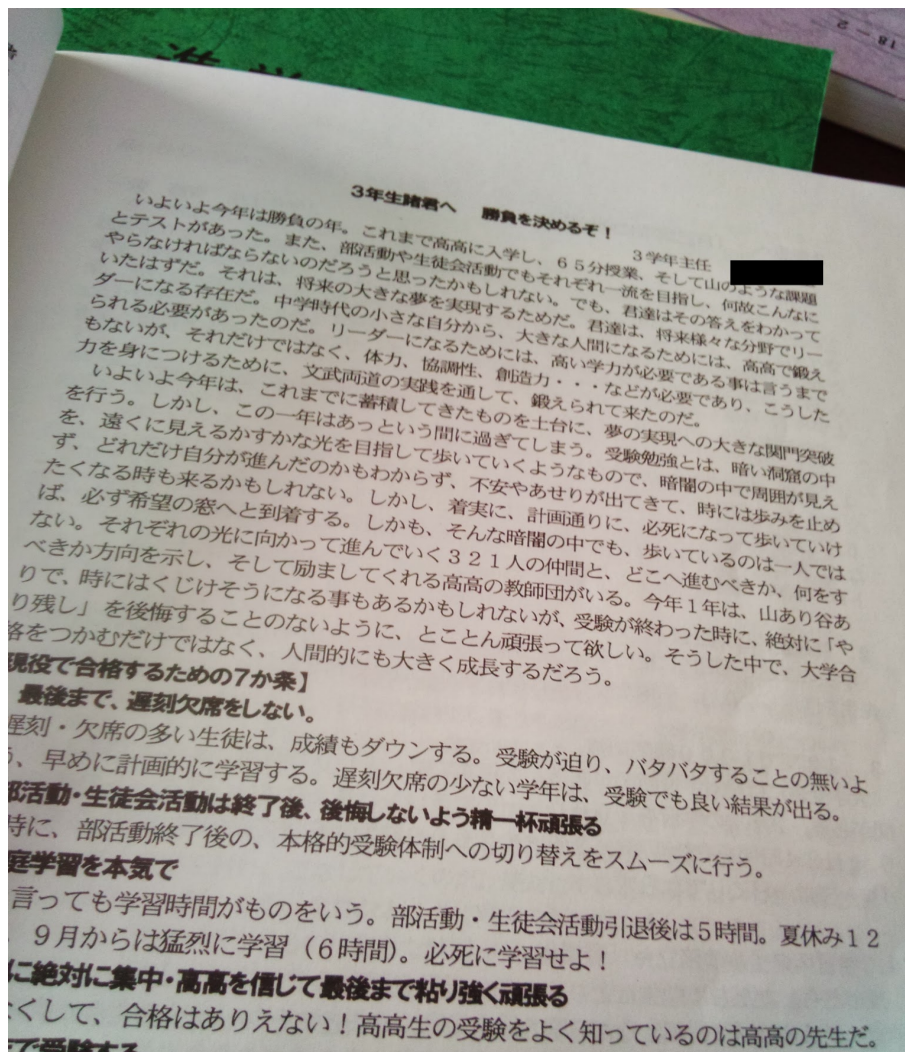 18-2
3年生諸君へ 勝負を決めるぞ!
3学年主任
いよいよ今年は勝負の年。これまで高高に入学し、65分授業、そして山のような課題
とテストがあった。また、部活動や生徒会活動でもそれぞれ一流を目指し、何故こんなに
やらなければならないのだろうと思ったかもしれない。でも、君達はその答えをわかって
いたはずだ。それは、将来の大きな夢を実現するためだ。君達は、将来様々な分野でリー
ダーになる存在だ。中学時代の小さな自分から、大きな人間になるためには、高高で鍛え
られる必要があったのだ。リーダーになるためには、高い学力が必要である事は言うまで
もないが、それだけではなく、体力、協調性、創造力・・・などが必要であり、こうした
力を身につけるために、文武両道の実践を通して、鍛えられて来たのだ。
いよいよ今年は、これまでに蓄積してきたものを土台に、夢の実現への大きな関門突破
を行う。しかし、この一年はあっという間に過ぎてしまう。受験勉強とは、暗い洞窟の中
を、遠くに見えるかすかな光を目指して歩いていくようなもので、暗闇の中で周囲が見え
ず、どれだけ自分が進んだのかもわからず、不安やあせりが出てきて、時には歩みを止め
たくなる時も来るかもしれない。しかし、着実に、計画通りに、必死になって歩いていけ
ば、必ず希望の窓へと到着する。しかも、そんな暗闇の中でも、歩いているのは一人では
ない。それぞれの光に向かって進んでいく321人の仲間と、どこへ進むべきか、何をす
べきか方向を示し、そして励ましてくれる高高の教師団がいる。今年1年は、山あり谷あ
りで、時にはくじけそうになる事もあるかもしれないが、受験が終わった時に、絶対に「や
り残し」を後悔することのないように、とことん頑張って欲しい。そうした中で、大学合
格をつかむだけではなく、人間的にも大きく成長するだろう。
現役で合格するための7か条】
最後まで、遅刻欠席をしない。
遅刻・欠席の多い生徒は、成績もダウンする。受験が迫り、バタバタすることの無いよ
う、早めに計画的に学習する。遅刻欠席の少ない学年は、受験でも良い結果が出る。
部活動・生徒会活動は終了後、後悔しないよう精一杯頑張る
特に、部活動終了後の、本格的受験体制への切り替えをスムーズに行う。
庭学習を本気で
言っても学習時間がものをいう。部活動・生徒会活動引退後は5時間。夏休み12
9月からは猛烈に学習(6時間)。必死に学習せよ!
に絶対に集中・高高を信じて最後まで粘り強く頑張る
なくして、合格はありえない!高高生の受験をよく知っているのは高高の先生だ。
で受験する